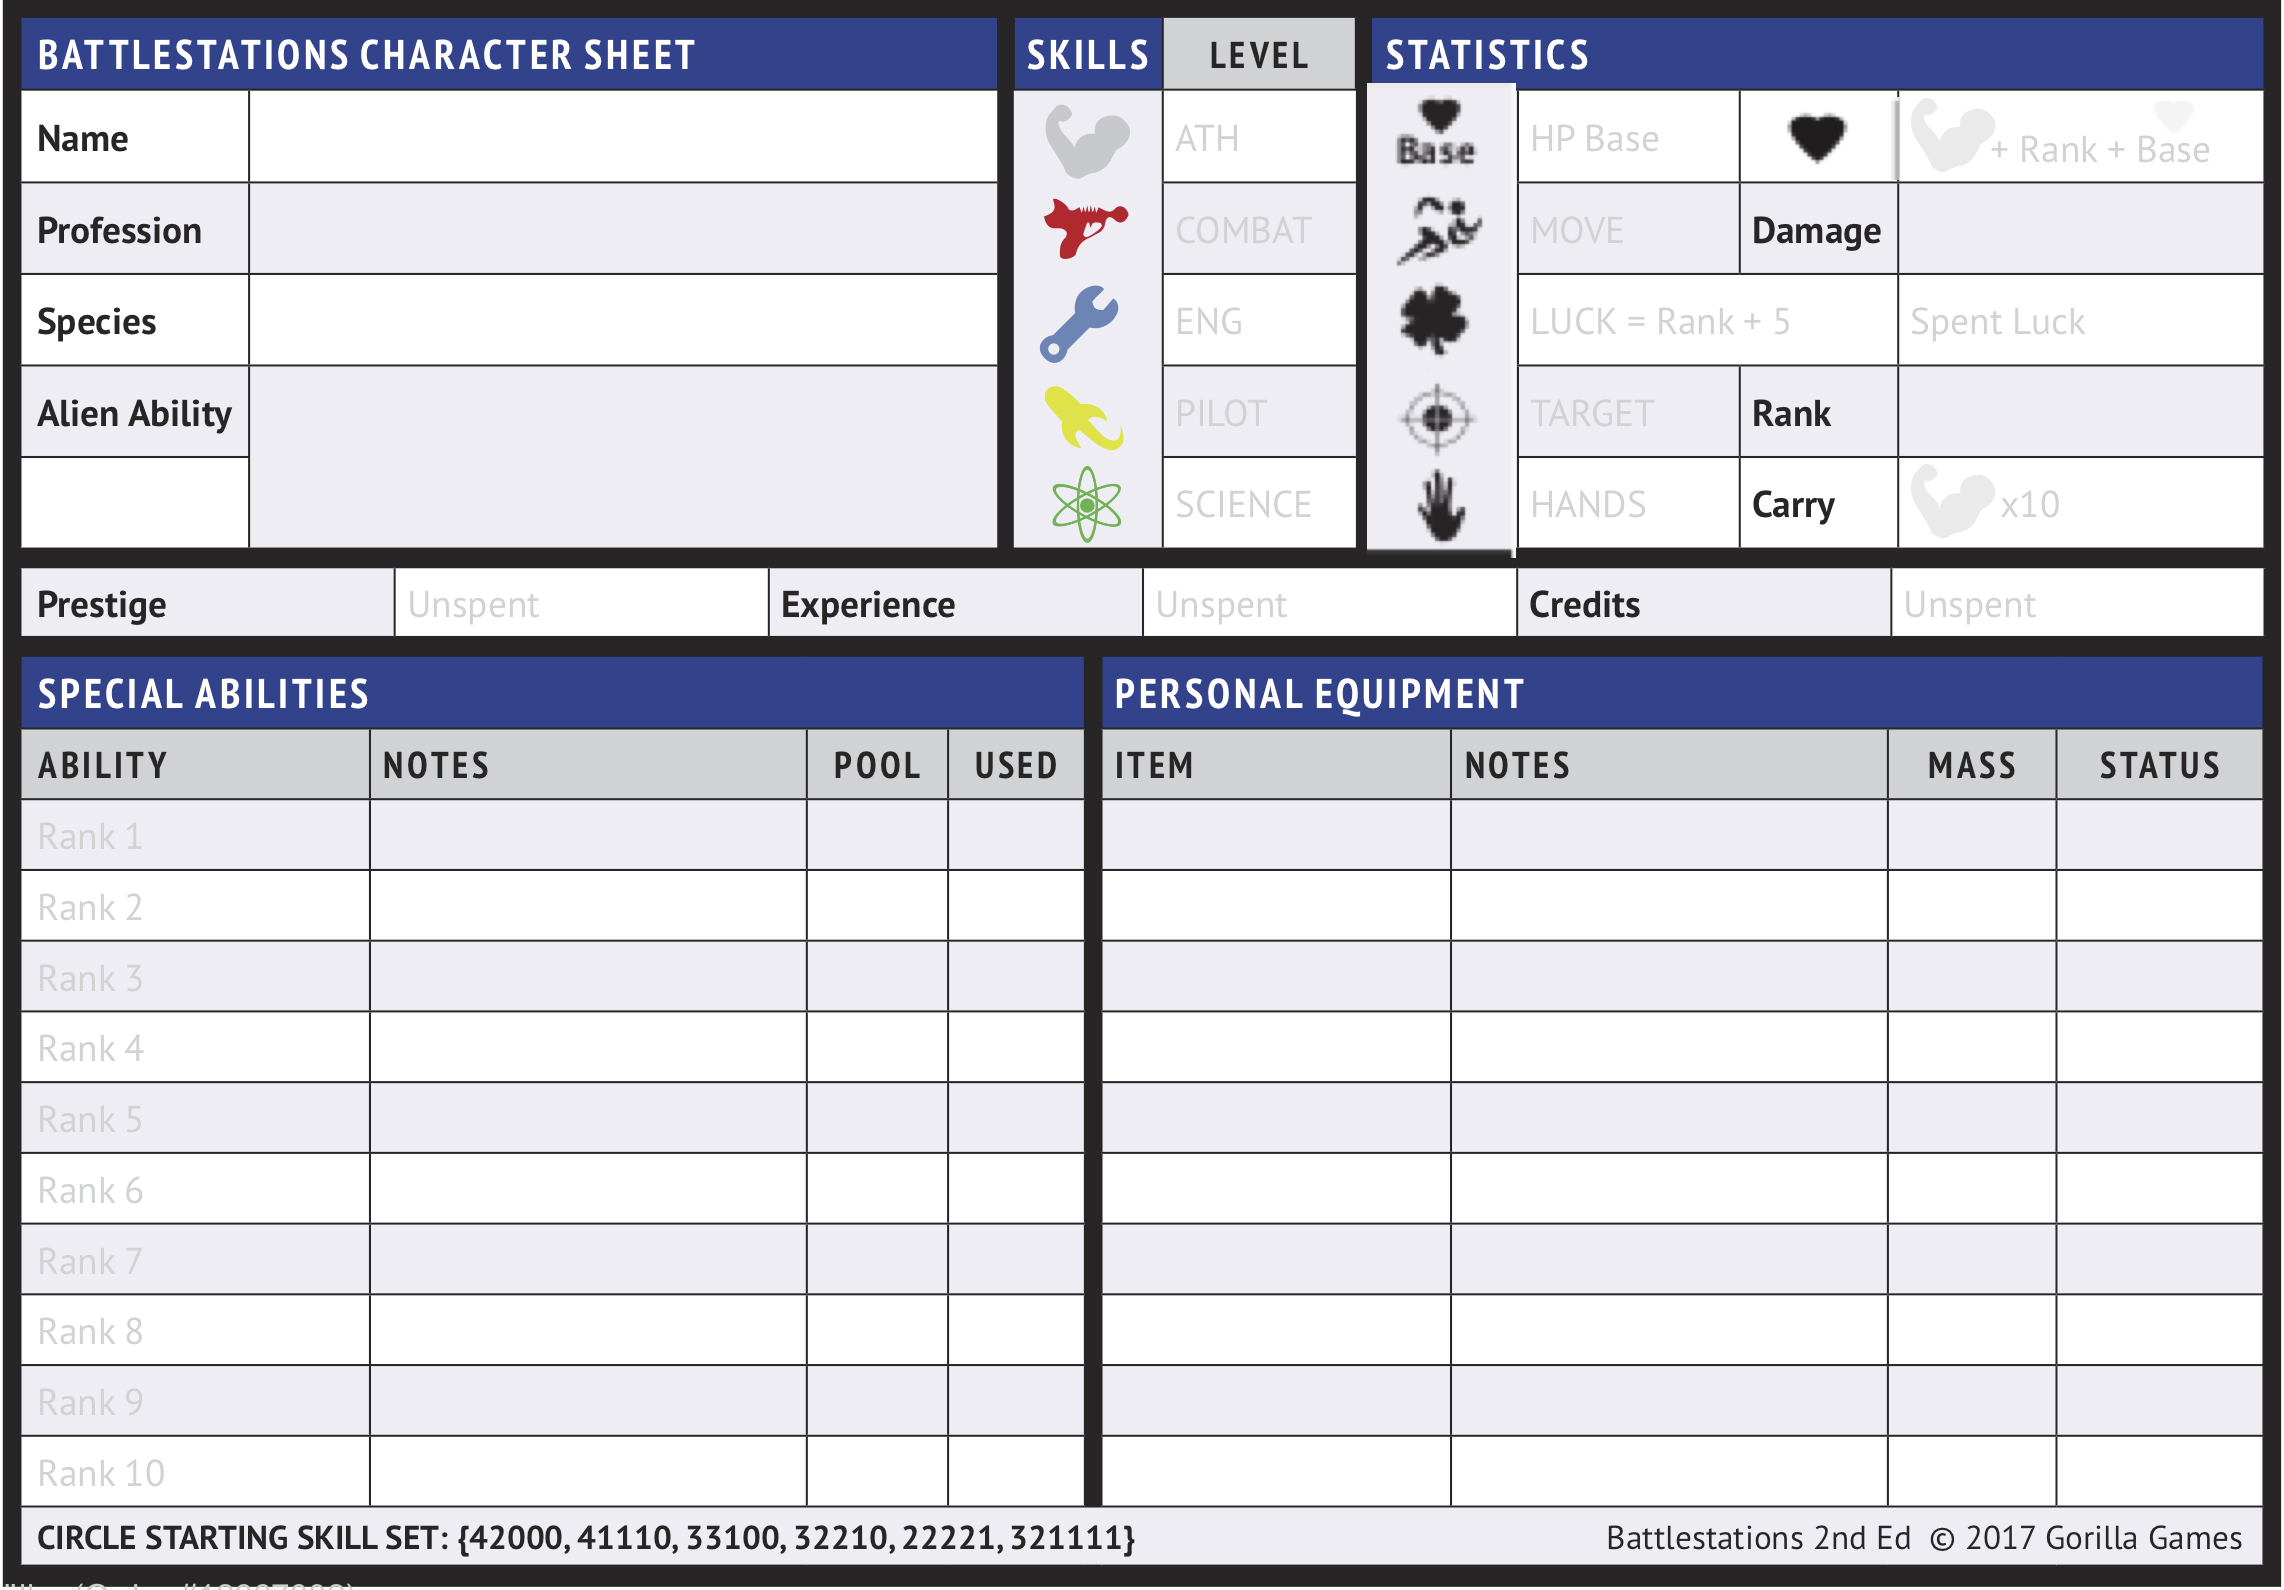 BATTLESTATIONS CHARACTER SHEET
Name
Profession
Species
Alien Ability
SKILLS LEVEL
ATH
COMBAT
ENG
PILOT
SCIENCE
STATISTICS
Base HP Base + Rank + Base
MOVE Damage
LUCK = Rank + 5 Spent Luck
TARGET Rank
HANDS Carry x10
Prestige Unspent Experience Unspent Credits Unspent
SPECIAL ABILITIES
ABILITY NOTES POOL USED
Rank 1
Rank 2
Rank 3
Rank 4
Rank 5
Rank 6
Rank 7
Rank 8
Rank 9
Rank 10
PERSONAL EQUIPMENT
ITEM NOTES MASS STATUS
CIRCLE STARTING SKILL SET: {42000, 41110, 33100, 32210, 22221, 321111}
Battlestations 2nd Ed © 2017 Gorilla Games